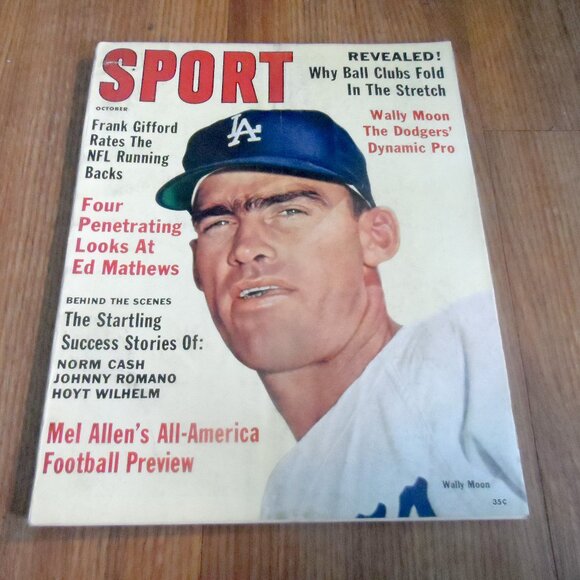 SPORT
OCTOBER
REVEALED!
Why Ball Clubs Fold
In The Stretch
Wally Moon
The Dodgers'
Dynamic Pro
Frank Gifford
Rates The
NFL Running
Backs
LA
Four
Penetrating
Looks At
Ed Mathews
BEHIND THE SCENES
The Startling
Success Stories Of:
NORM CASH
JOHNNY ROMANO
HOYT WILHELM
Mel Allen's All-America
Football Preview
Wally Moon
35¢